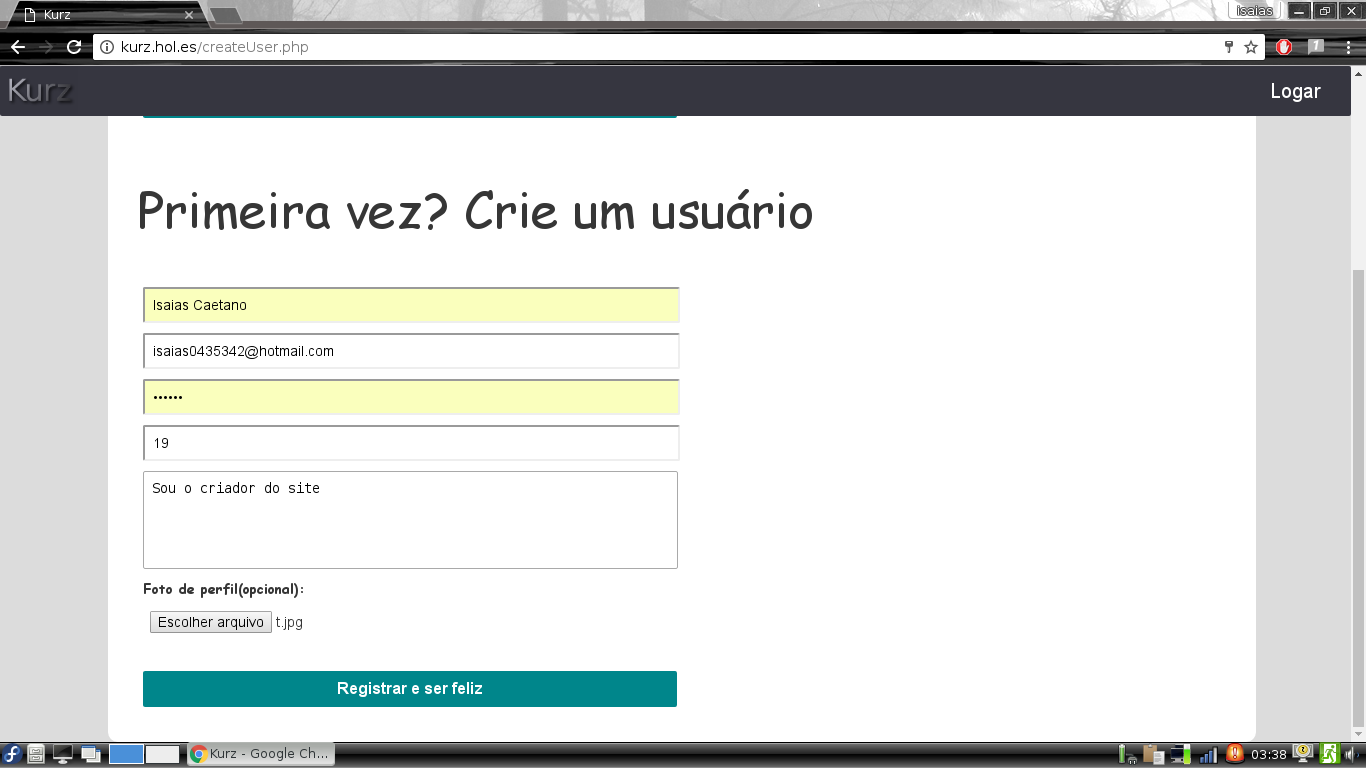 Kurz
isaias
kurz.hol.es/createUser.php
Kurz
Logar
Primeira vez? Crie um usuário
Isaias Caetano
isaias0435342@hotmail.com
••••••
19
Sou o criador do site
Foto de perfil(opcional):
Escolher arquivo t.jpg
Registrar e ser feliz
Kurz - Google Ch...
03:38